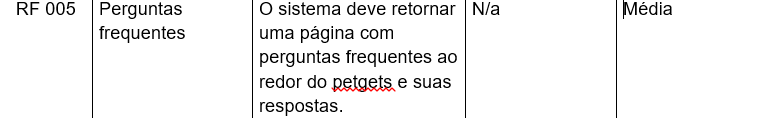 RF 005 Perguntas O sistema deve retornar N/a Média
frequentes uma página com
perguntas frequentes ao
redor do petgets e suas
respostas.